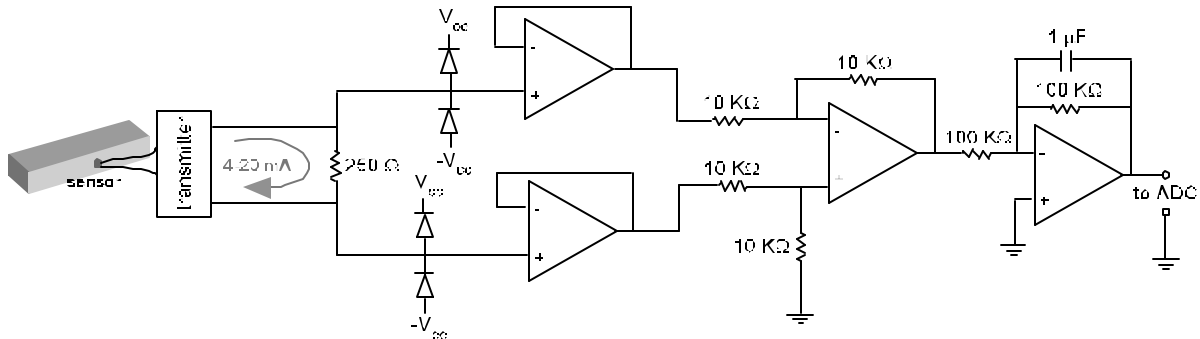 sensor
transmitter
4-20 mA
250 Ω
Vcc
-Vcc
Vcc
-Vcc
-
+
-
+
10 KΩ
10 KΩ
10 KΩ
10 KΩ
-
+
100 KΩ
1 µF
100 KΩ
-
+
to ADC